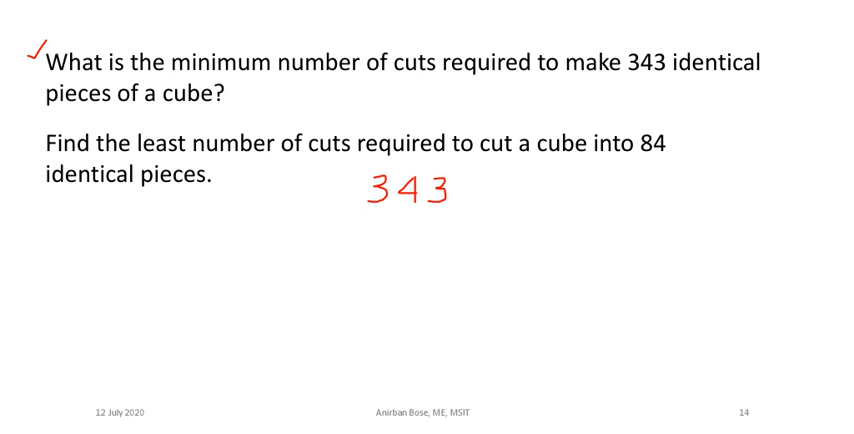 What is the minimum number of cuts required to make 343 identical
pieces of a cube?
Find the least number of cuts required to cut a cube into 84
identical pieces.
343
12 July 2020
Anirban Bose, ME, MSIT
14